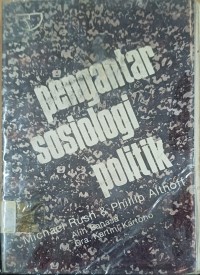 pengantar
sosiologi
politik
Michael Rush & Phillip Althoff
Alih Bahasa
Dra. Kartini Kartono